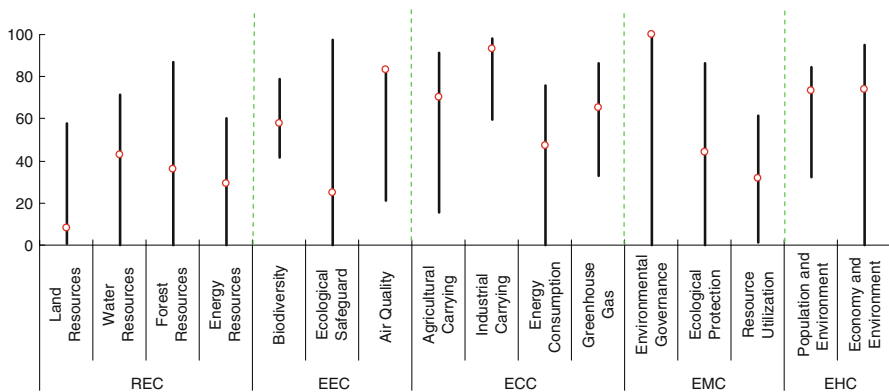 100
80
60
40
20
0
Land
Resources
Water
Resources
Forest
Resources
Energy
Resources
Biodiversity
Ecological
Safeguard
Air Quality
Agricultural
Carrying
Industrial
Carrying
Energy
Consumption
Greenhouse
Gas
Environmental
Governance
Ecological
Protection
Resource
Utilization
Population and
Environment
Economy and
Environment
REC
EEC
ECC
EMC
EHC